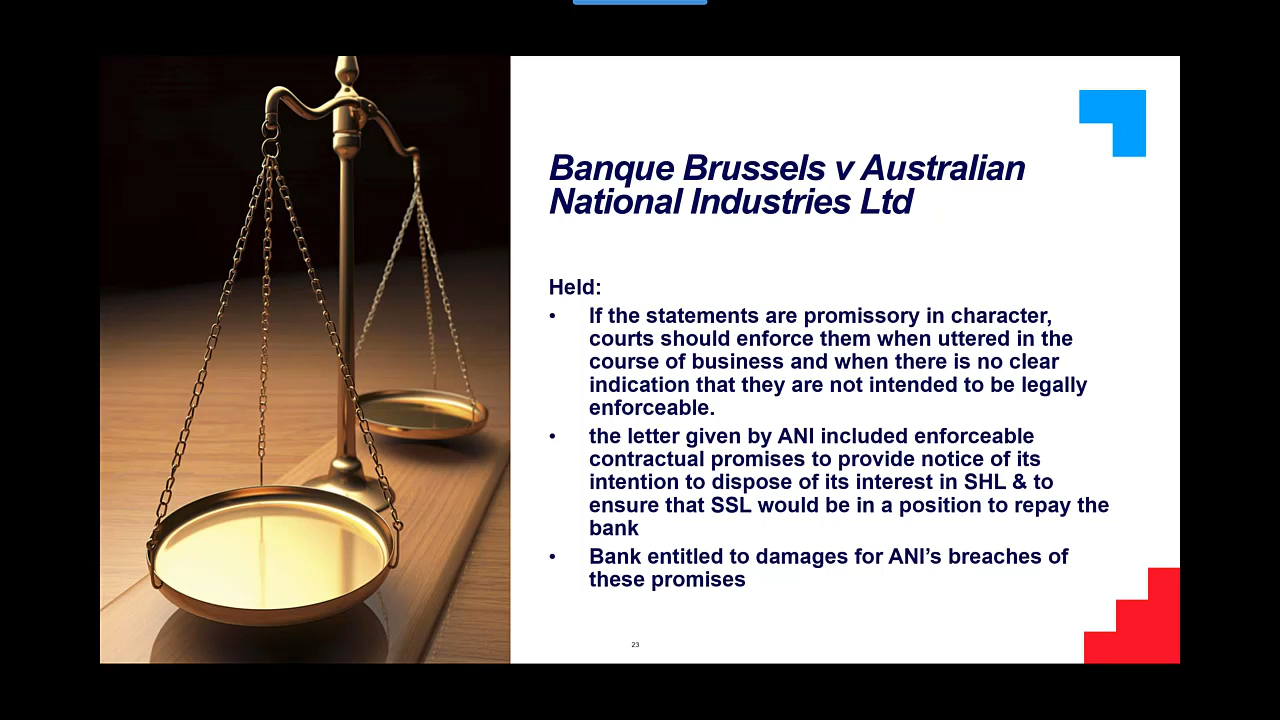 Banque Brussels v Australian
National Industries Ltd
Held:
• If the statements are promissory in character,
courts should enforce them when uttered in the
course of business and when there is no clear
indication that they are not intended to be legally
enforceable.
• the letter given by ANI included enforceable
contractual promises to provide notice of its
intention to dispose of its interest in SHL & to
ensure that SSL would be in a position to repay the
bank
• Bank entitled to damages for ANI’s breaches of
these promises
23